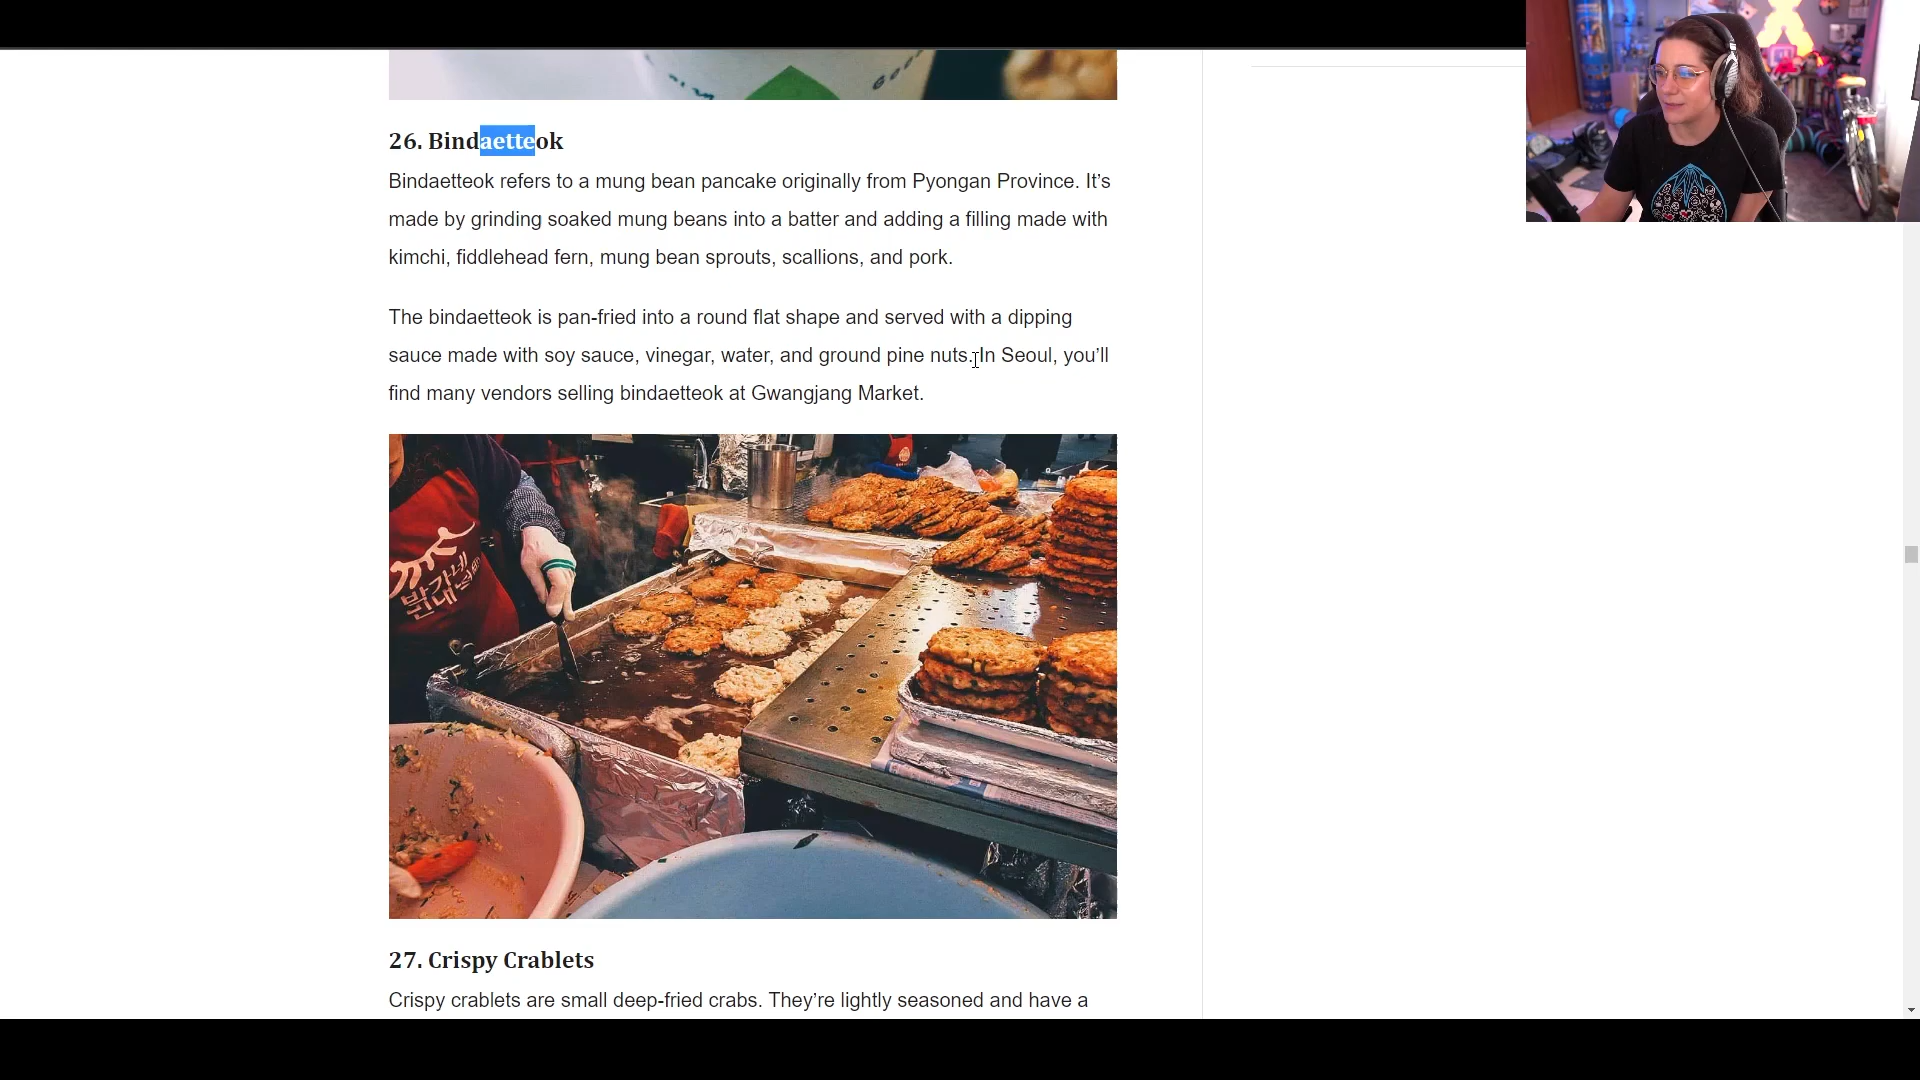 26. Bindaetteok
Bindaetteok refers to a mung bean pancake originally from Pyongan Province. It’s
made by grinding soaked mung beans into a batter and adding a filling made with
kimchi, fiddlehead fern, mung bean sprouts, scallions, and pork.
The bindaetteok is pan-fried into a round flat shape and served with a dipping
sauce made with soy sauce, vinegar, water, and ground pine nuts. In Seoul, you’ll
find many vendors selling bindaetteok at Gwangjang Market.
27. Crispy Crablets
Crispy crablets are small deep-fried crabs. They’re lightly seasoned and have a